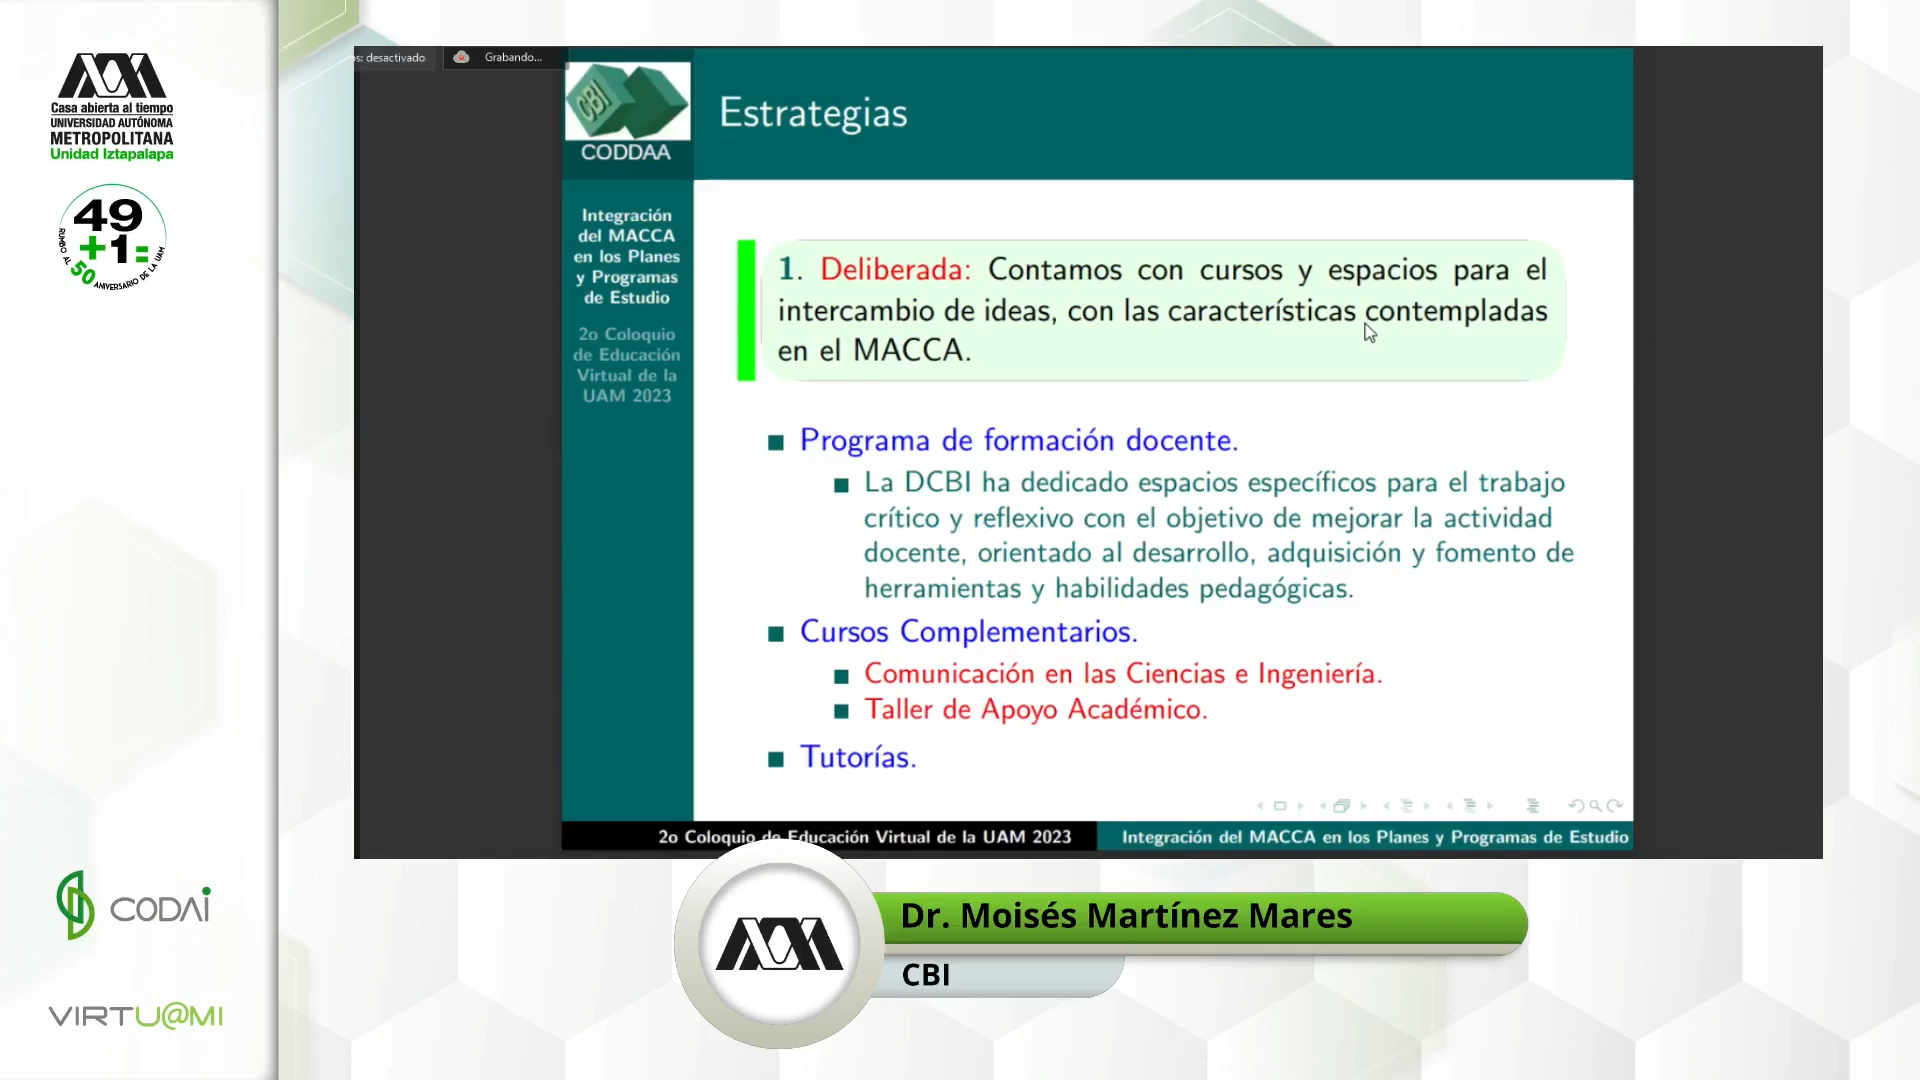 Casa abierta al tiempo
UNIVERSIDAD AUTÓNOMA
METROPOLITANA
Unidad Iztapalapa
49
+1=
RUMBO AL 50 ANIVERSARIO DE LA UAM
CODAI
VIRTU@MI
os: desactivado
Grabando...
CBI
CODDAA
Estrategias
Integración
del MACCA
en los Planes
y Programas
de Estudio
2o Coloquio
de Educación
Virtual de la
UAM 2023
1. Deliberada: Contamos con cursos y espacios para el
intercambio de ideas, con las características contempladas
en el MACCA.
Programa de formación docente.
La DCBI ha dedicado espacios específicos para el trabajo
crítico y reflexivo con el objetivo de mejorar la actividad
docente, orientado al desarrollo, adquisición y fomento de
herramientas y habilidades pedagógicas.
Cursos Complementarios.
Comunicación en las Ciencias e Ingeniería.
Taller de Apoyo Académico.
Tutorías.
2o Coloquio de Educación Virtual de la UAM 2023
Integración del MACCA en los Planes y Programas de Estudio
Dr. Moisés Martínez Mares
CBI